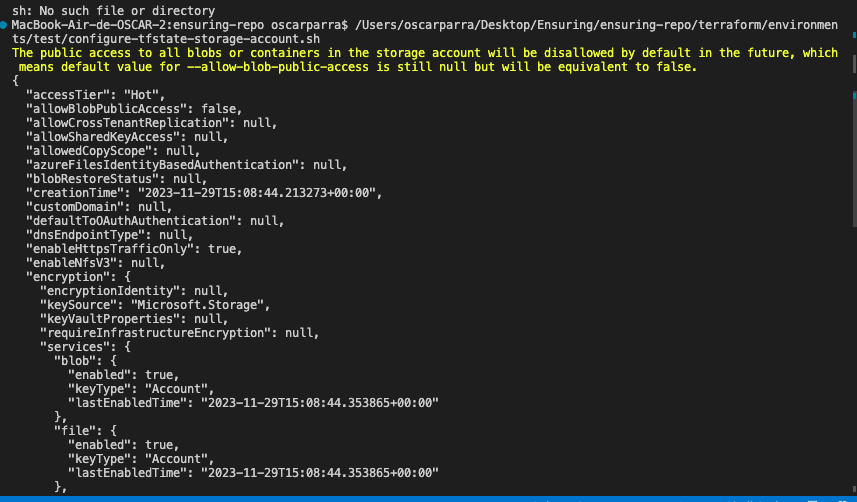 sh: No such file or directory
MacBook-Air-de-OSCAR-2:ensuring-repo oscarparra$ /Users/oscarparra/Desktop/Ensuring/ensuring-repo/terraform/environmen
ts/test/configure-tfstate-storage-account.sh
The public access to all blobs or containers in the storage account will be disallowed by default in the future, which
 means default value for --allow-blob-public-access is still null but will be equivalent to false.
{
  "accessTier": "Hot",
  "allowBlobPublicAccess": false,
  "allowCrossTenantReplication": null,
  "allowSharedKeyAccess": null,
  "allowedCopyScope": null,
  "azureFilesIdentityBasedAuthentication": null,
  "blobRestoreStatus": null,
  "creationTime": "2023-11-29T15:08:44.213273+00:00",
  "customDomain": null,
  "defaultToOAuthAuthentication": null,
  "dnsEndpointType": null,
  "enableHttpsTrafficOnly": true,
  "enableNfsV3": null,
  "encryption": {
    "encryptionIdentity": null,
    "keySource": "Microsoft.Storage",
    "keyVaultProperties": null,
    "requireInfrastructureEncryption": null,
    "services": {
      "blob": {
        "enabled": true,
        "keyType": "Account",
        "lastEnabledTime": "2023-11-29T15:08:44.353865+00:00"
      },
      "file": {
        "enabled": true,
        "keyType": "Account",
        "lastEnabledTime": "2023-11-29T15:08:44.353865+00:00"
      },